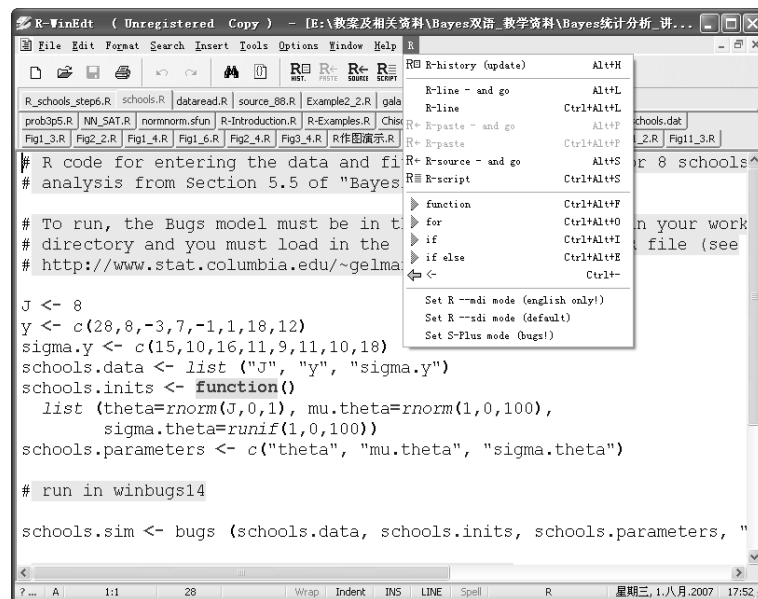 R-WinEdt ( Unregistered Copy ) - [E:\教案及相关资料\Bayes双语_教学资料\Bayes统计分析_讲...
File Edit Format Search Insert Tools Options Window Help R
HIST. PASTE SOURCE SCRIPT
R_schools_step6.R schools.R dataread.R source_88.R Example2_2.R gala
prob3p5.R NN_SAT.R normnorm.sfun R-Introduction.R R-Examples.R Chisq schools.dat
Fig1_3.R Fig2_2.R Fig1_4.R Fig1_6.R Fig2_4.R Fig3_4.R R作图演示.R 1_2.R Fig11_3.R
R-history (update) Alt+H
R-line - and go Alt+L
R-line Ctrl+Alt+L
R-paste - and go Alt+P
R-paste Ctrl+Alt+P
R-source - and go Alt+S
R-script Ctrl+Alt+S
function Ctrl+Alt+F
for Ctrl+Alt+O
if Ctrl+Alt+I
if else Ctrl+Alt+E
<- Ctrl+-
Set R --mdi mode (english only!)
Set R --sdi mode (default)
Set S-Plus mode (bugs!)
# R code for entering the data and fi r 8 schools
# analysis from Section 5.5 of "Bayes
# To run, the Bugs model must be in t n your work
# directory and you must load in the R file (see
# http://www.stat.columbia.edu/~gelma
J <- 8
y <- c(28,8,-3,7,-1,1,18,12)
sigma.y <- c(15,10,16,11,9,11,10,18)
schools.data <- list ("J", "y", "sigma.y")
schools.inits <- function()
list (theta=rnorm(J,0,1), mu.theta=rnorm(1,0,100),
sigma.theta=runif(1,0,100))
schools.parameters <- c("theta", "mu.theta", "sigma.theta")
# run in winbugs14
schools.sim <- bugs (schools.data, schools.inits, schools.parameters, "
?... A 1:1 28 Wrap Indent INS LINE Spell R 星期三, 1.八月.2007 17:52